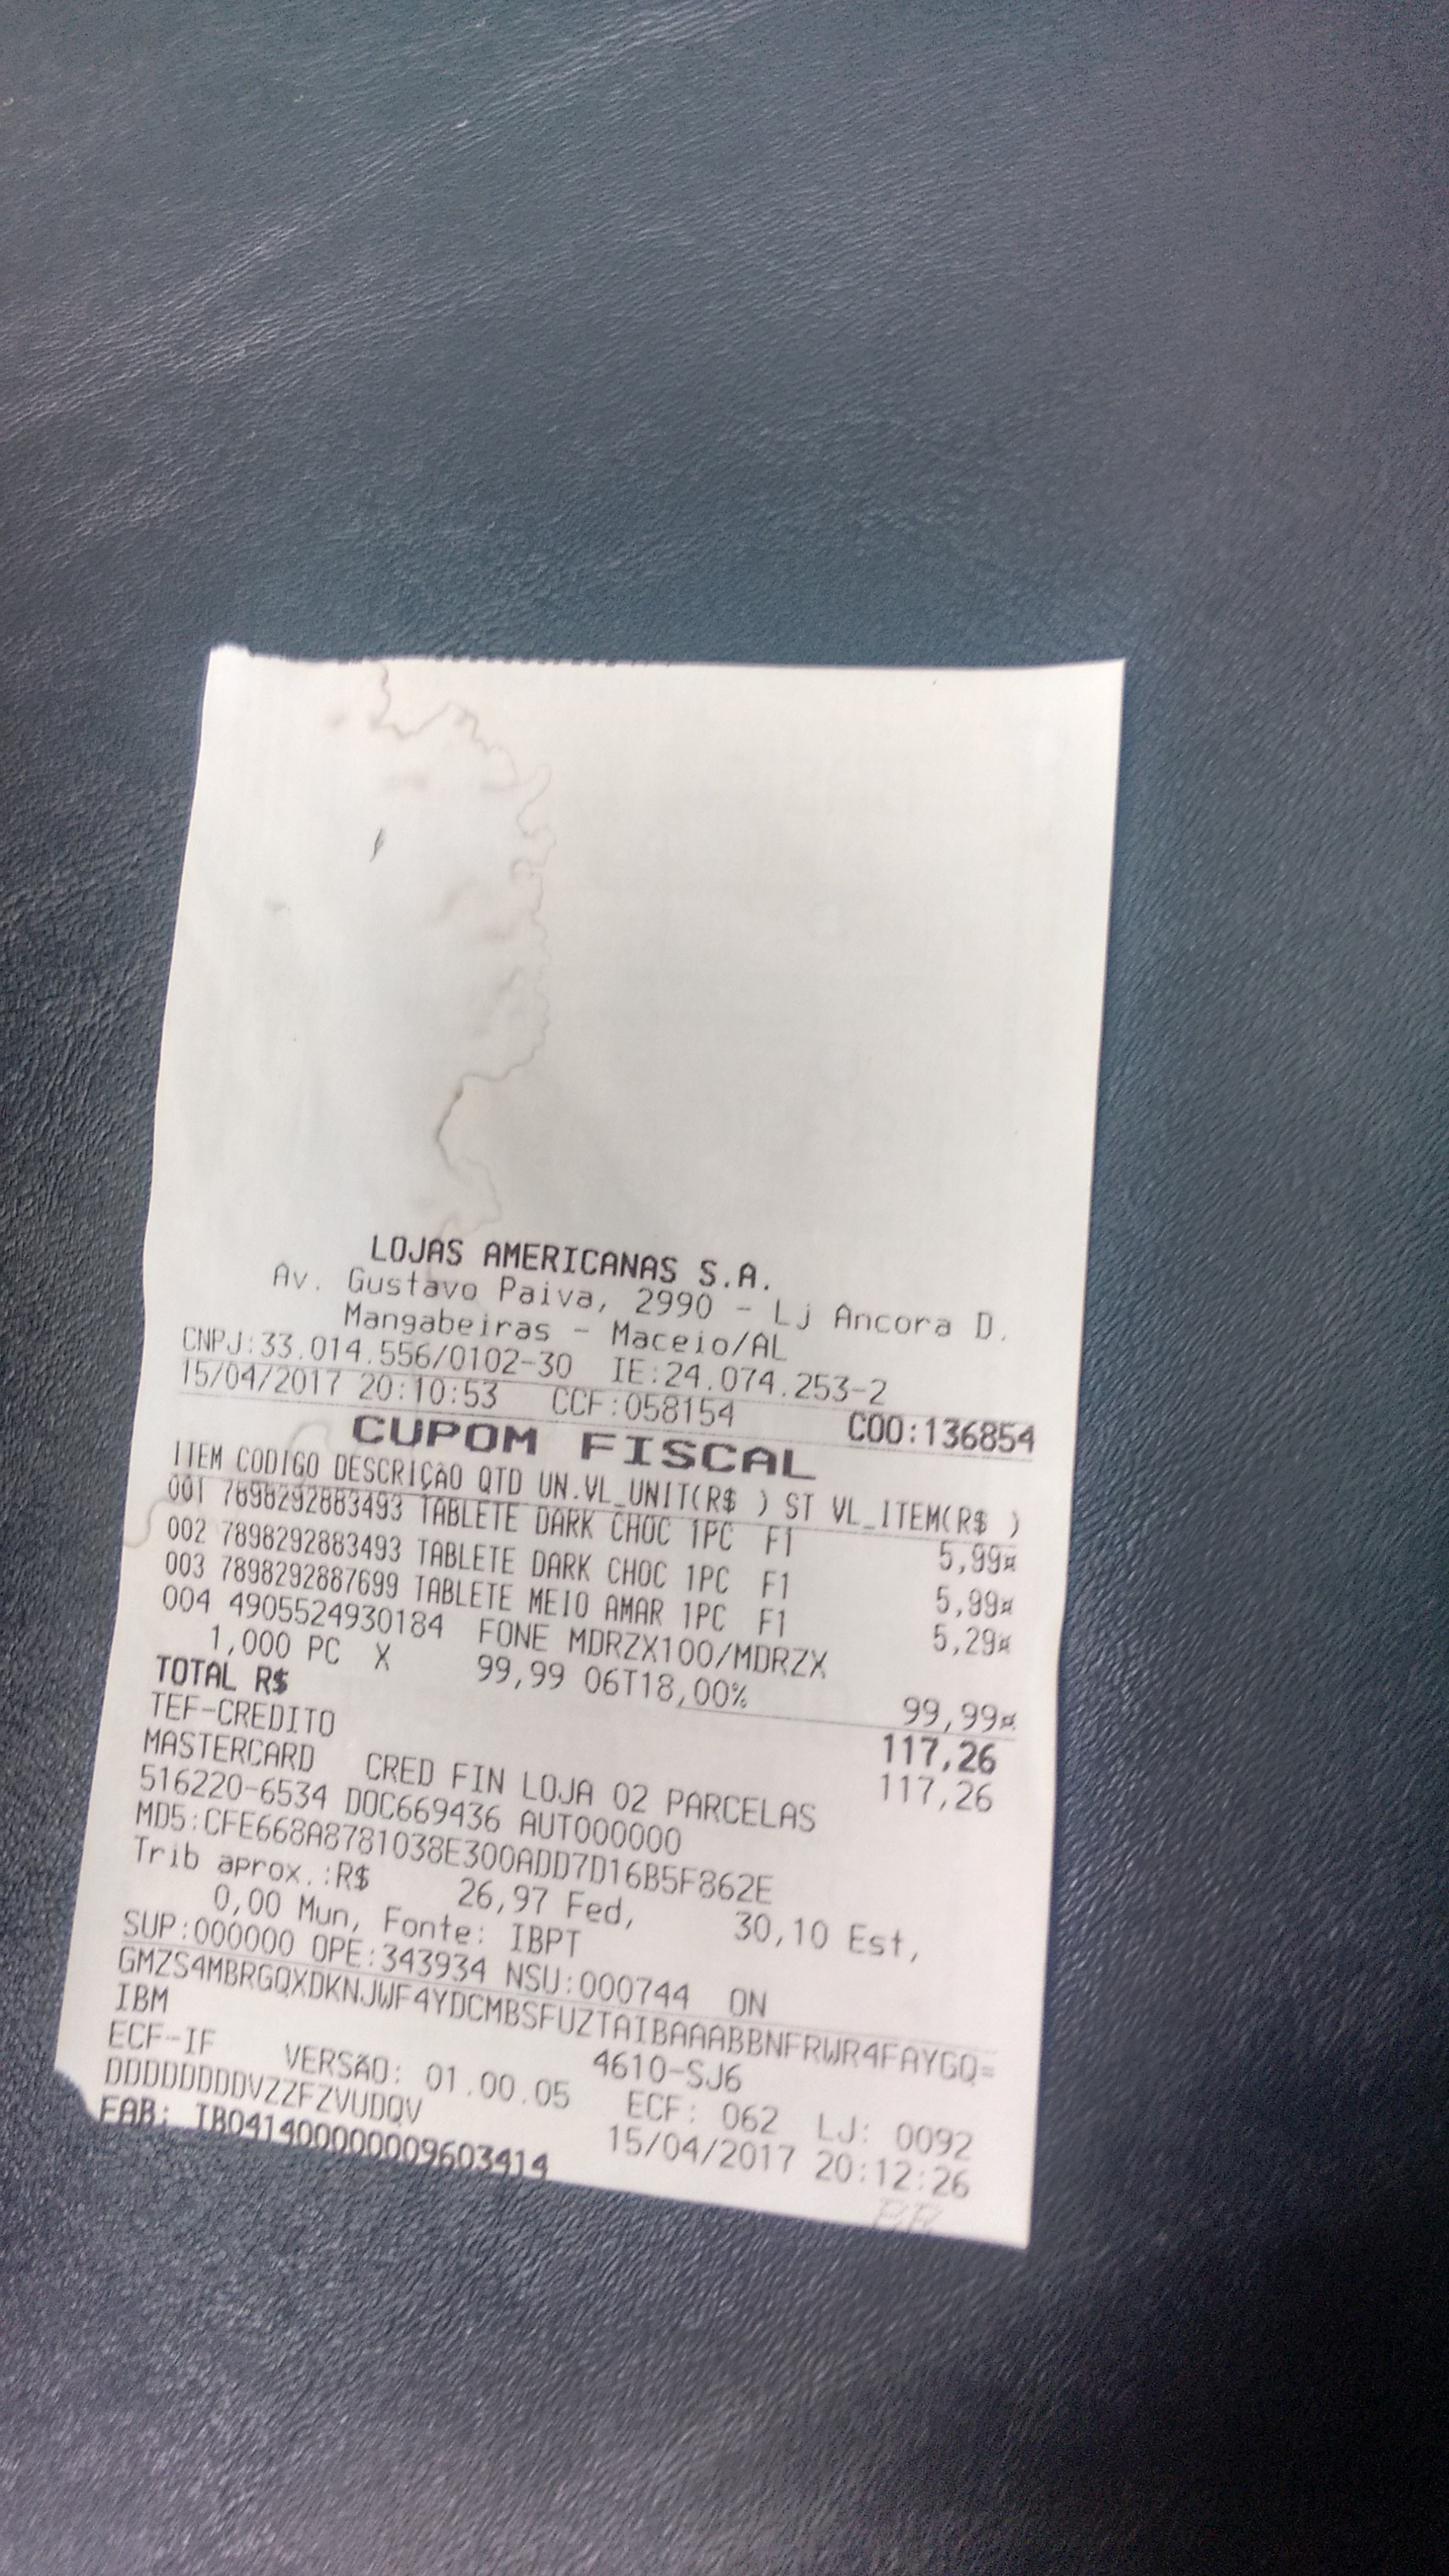 LOJAS AMERICANAS S.A.
Av. Gustavo Paiva, 2990 - Lj Ancora D.
Mangabeiras - Maceio/AL
CNPJ:33.014.556/0102-30 IE:24.074.253-2
15/04/2017 20:10:53 CCF:058154 COO:136854
CUPOM FISCAL
ITEM CODIGO DESCRIÇÃO QTD UN.VL_UNIT(R$ ) ST VL_ITEM(R$ )
001 7898292883493 TABLETE DARK CHOC 1PC F1 5,99¤
002 7898292883493 TABLETE DARK CHOC 1PC F1 5,99¤
003 7898292887699 TABLETE MEIO AMAR 1PC F1 5,29¤
004 4905524930184 FONE MDRZX100/MDRZX
1,000 PC X 99,99 06T18,00% 99,99¤
TOTAL R$ 117,26
TEF-CREDITO 117,26
MASTERCARD CRED FIN LOJA 02 PARCELAS
516220-6534 DOC669436 AUT000000
MD5:CFE668A8781038E300ADD7D16B5F862E
Trib aprox.:R$ 26,97 Fed, 30,10 Est,
0,00 Mun, Fonte: IBPT
SUP:000000 OPE:343934 NSU:000744 ON
GMZS4MBRGQXDKNJWF4YDCMBSFUZTAIBAAABBNFRWR4FAYGQ=
IBM 4610-SJ6
ECF-IF VERSÃO: 01.00.05 ECF: 062 LJ: 0092
DDDDDDDDVZZFZVUDQV 15/04/2017 20:12:26
FAB: IB041400000009603414
BR